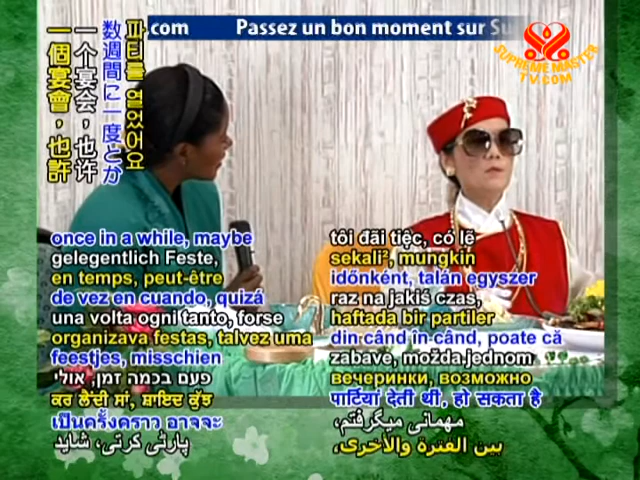 .com Passez un bon moment sur Su
SUPREME MASTER
TV.COM
파티를 열었어요
数週間に一度とか
一个宴会，也许
一個宴會，也許
once in a while, maybe
gelegentlich Feste,
en temps, peut-être
de vez en cuando, quizá
una volta ogni tanto, forse
organizava festas, talvez uma
feestjes, misschien
פעם בכמה זמן, אולי
ਕਰ ਲੈਂਦੀ ਸਾਂ, ਸ਼ਾਇਦ ਕੁੱਝ
เป็นครั้งคราว อาจจะ
پارٹی کرتی، شاید
tôi đãi tiệc, có lẽ
sekali², mungkin
időnként, talán egyszer
raz na jakiś czas,
haftada bir partiler
din când în când, poate că
zabave, možda jednom
вечеринки, возможно
पार्टियां देती थी, हो सकता है
مهمانی میگرفتم،
بين الفترة والأخرى،